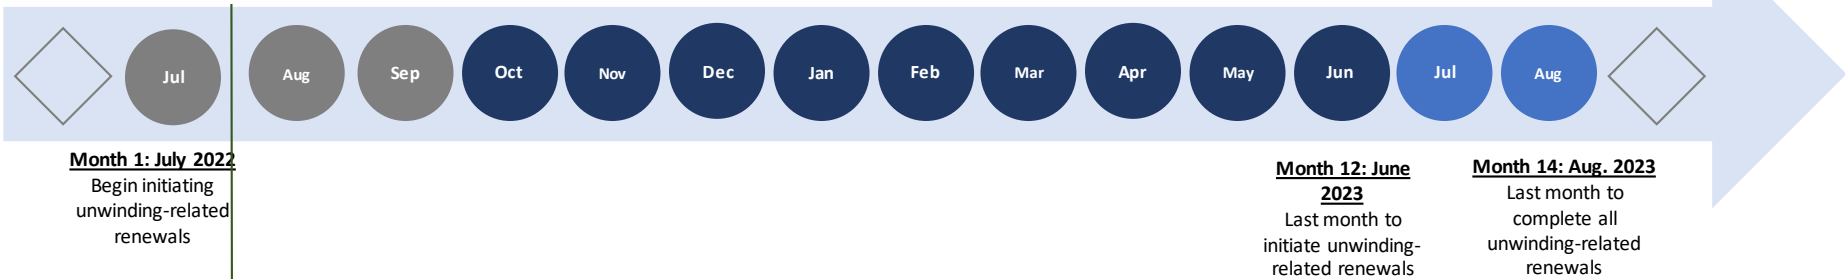 Jul Aug Sep Oct Nov Dec Jan Feb Mar Apr May Jun Jul Aug
Month 1: July 2022
Begin initiating
unwinding-related
renewals
Month 12: June
2023
Last month to
initiate unwinding-
related renewals
Month 14: Aug. 2023
Last month to
complete all
unwinding-related
renewals